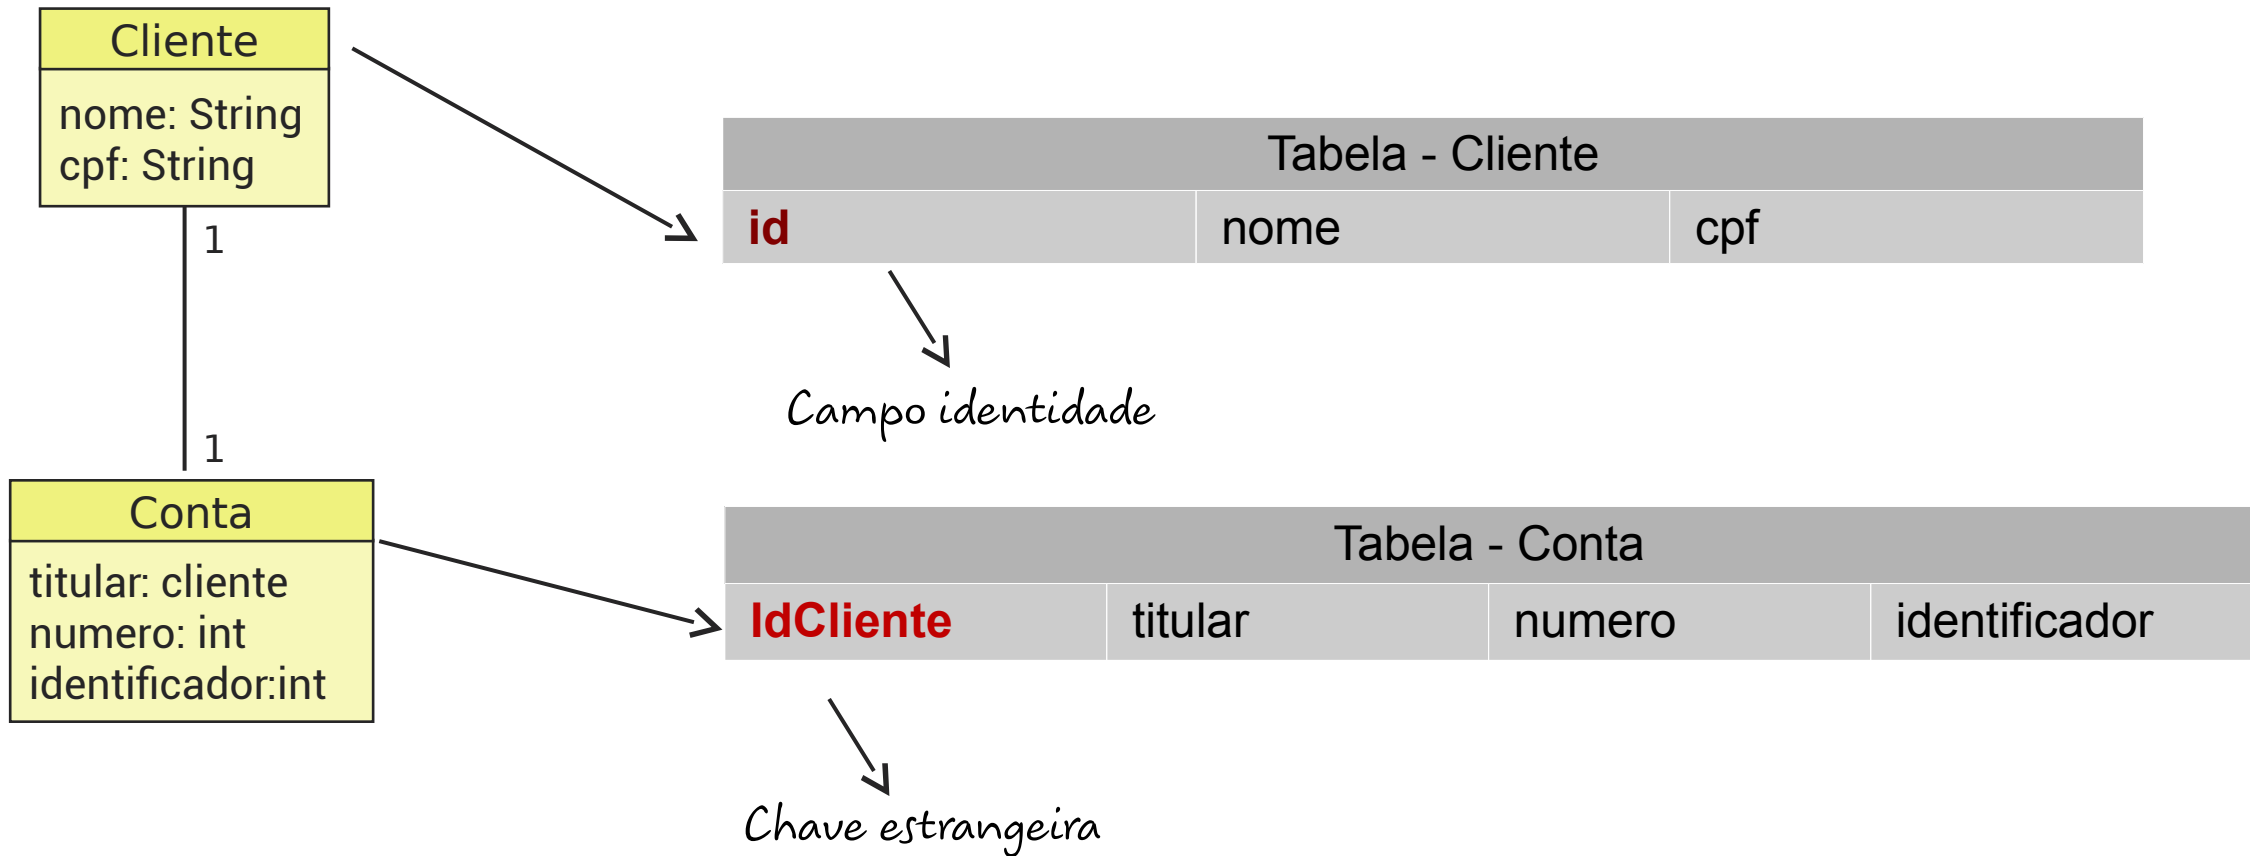 Cliente
nome: String
cpf: String
1
1
Conta
titular: cliente
numero: int
identificador:int
Tabela - Cliente
id nome cpf
Campo identidade
Tabela - Conta
IdCliente titular numero identificador
Chave estrangeira